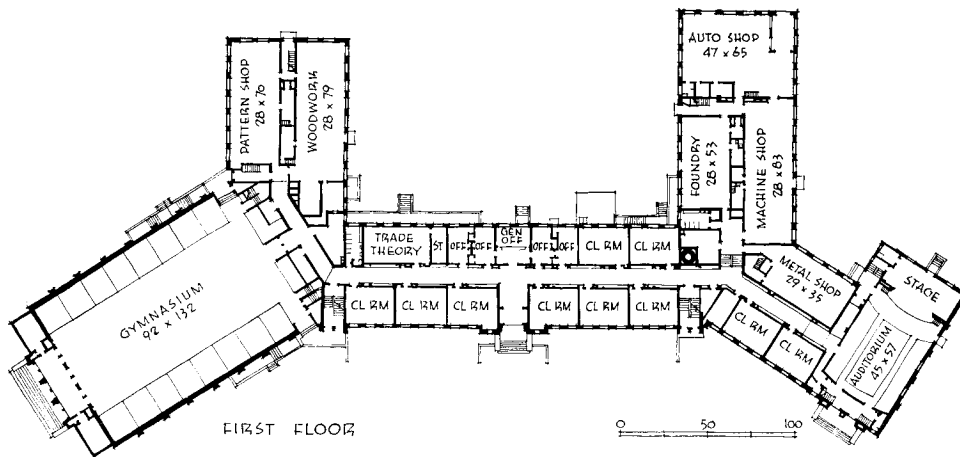 AUTO SHOP
47 x 65
PATTERN SHOP
28 x 70
WOODWORK
28 x 79
FOUNDRY
28 x 53
MACHINE SHOP
28 x 83
TRADE
THEORY
ST
OFF
OFF
GEN
OFF
OFF
OFF
CL RM
CL RM
METAL SHOP
29 x 35
STAGE
GYMNASIUM
92 x 132
CL RM
CL RM
CL RM
CL RM
CL RM
CL RM
CL RM
CL RM
AUDITORIUM
45 x 57
FIRST FLOOR
0 50 100